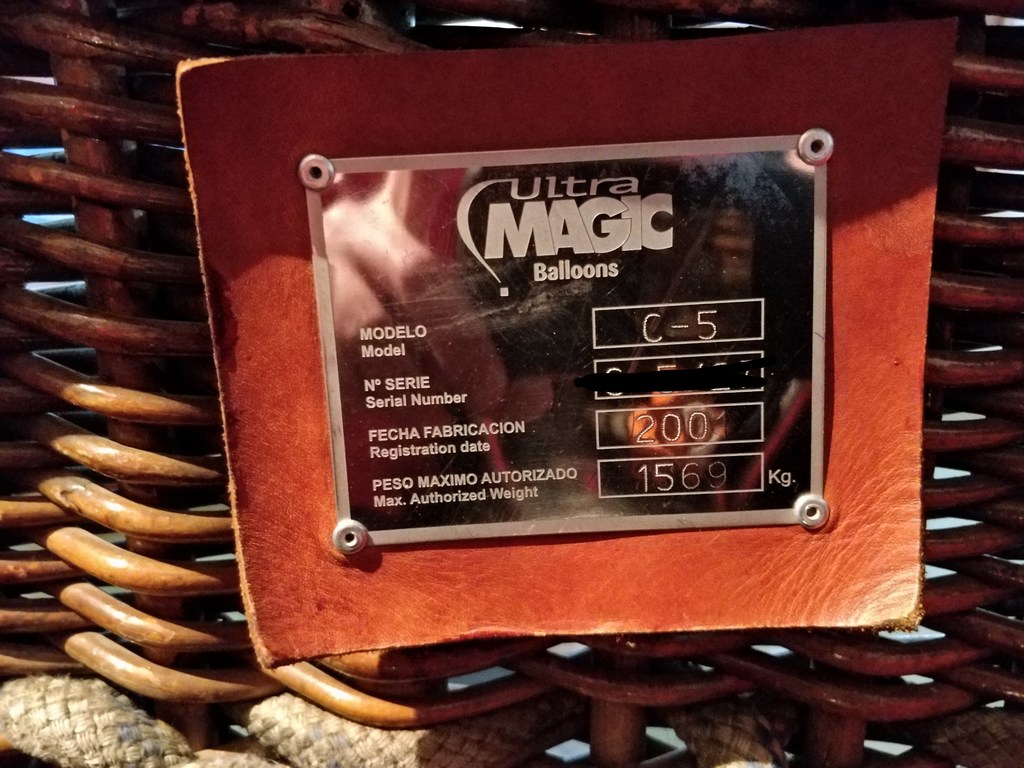 Ultra
MAGIC
Balloons
MODELO
Model
C-5
Nº SERIE
Serial Number
FECHA FABRICACION
Registration date
2001
PESO MAXIMO AUTORIZADO
Max. Authorized Weight
1569 Kg.